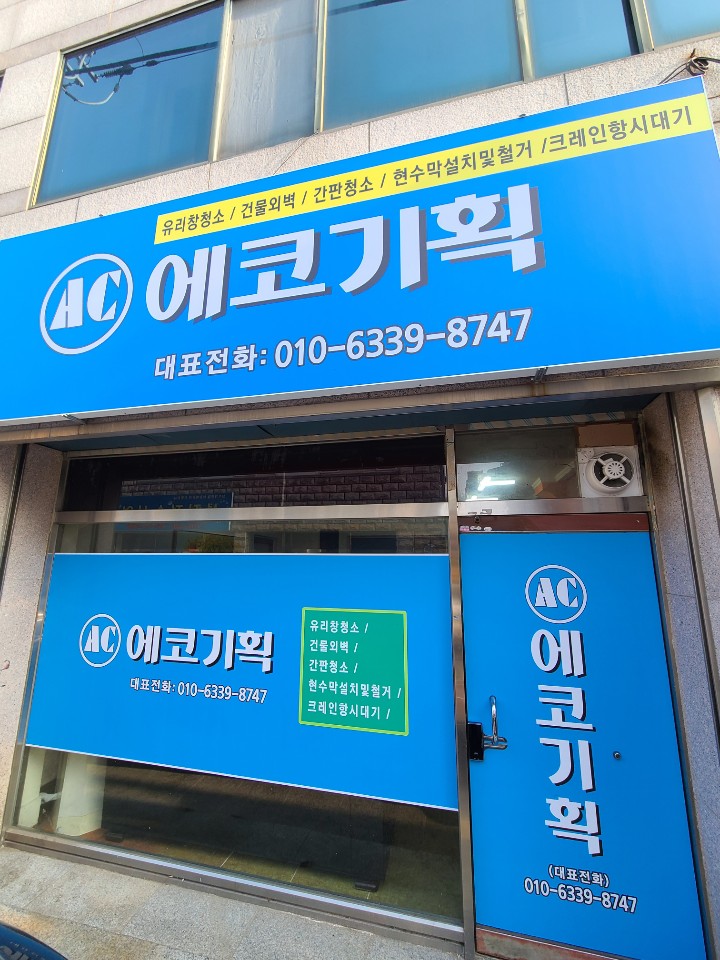 유리창청소 / 건물외벽 / 간판청소 / 현수막설치및철거 /크레인항시대기
AC 에코기획
대표전화: 010-6339-8747
AC 에코기획
대표전화: 010-6339-8747
유리창청소 /
건물외벽 /
간판청소 /
현수막설치및철거 /
크레인항시대기 /
AC
에코기획
(대표전화)
010-6339-8747